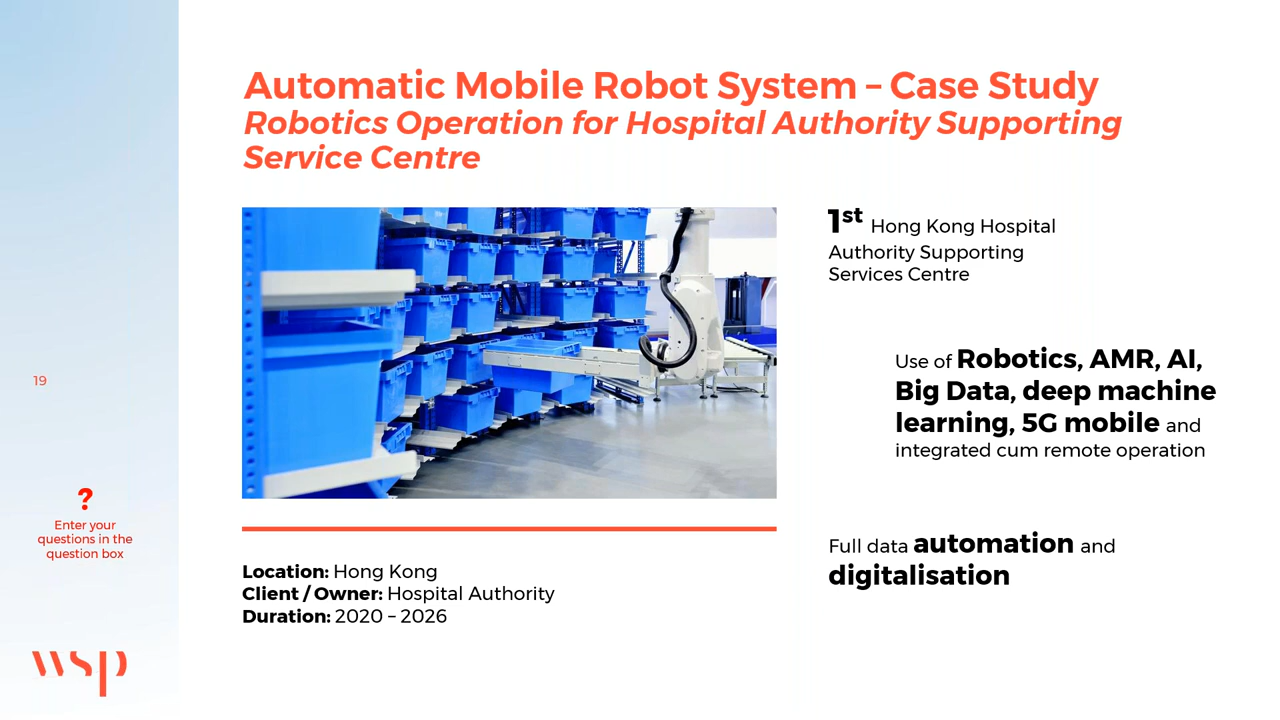 Automatic Mobile Robot System – Case Study
Robotics Operation for Hospital Authority Supporting
Service Centre
1st Hong Kong Hospital
Authority Supporting
Services Centre
Use of Robotics, AMR, AI,
Big Data, deep machine
learning, 5G mobile and
integrated cum remote operation
Full data automation and
digitalisation
Location: Hong Kong
Client / Owner: Hospital Authority
Duration: 2020 – 2026
19
?
Enter your
questions in the
question box
wsp